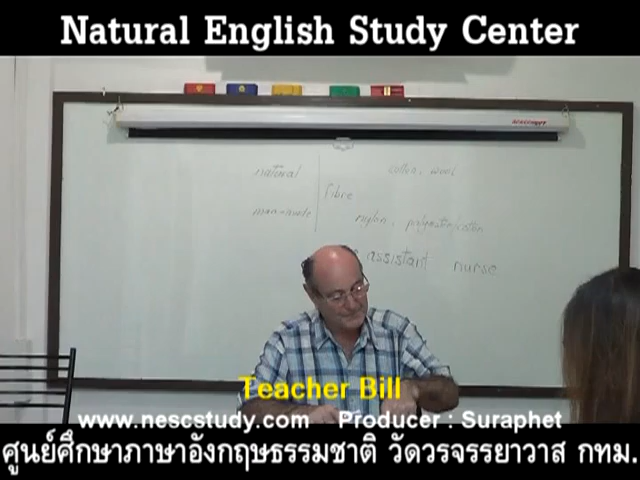 Natural English Study Center
natural
cotton, wool
fibre
man-made
nylon,
assistant nurse
Teacher Bill
www.nescstudy.com Producer : Suraphet
ศูนย์ศึกษาภาษาอังกฤษธรรมชาติ วัดวรจรรยาวาส กทม.